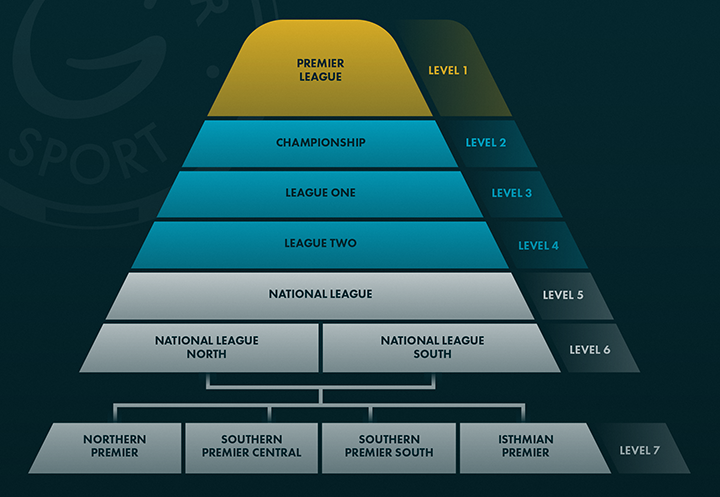 G R.
SPORT
PREMIER
LEAGUE
LEVEL 1
CHAMPIONSHIP
LEVEL 2
LEAGUE ONE
LEVEL 3
LEAGUE TWO
LEVEL 4
NATIONAL LEAGUE
LEVEL 5
NATIONAL LEAGUE
NORTH
NATIONAL LEAGUE
SOUTH
LEVEL 6
NORTHERN
PREMIER
SOUTHERN
PREMIER CENTRAL
SOUTHERN
PREMIER SOUTH
ISTHMIAN
PREMIER
LEVEL 7